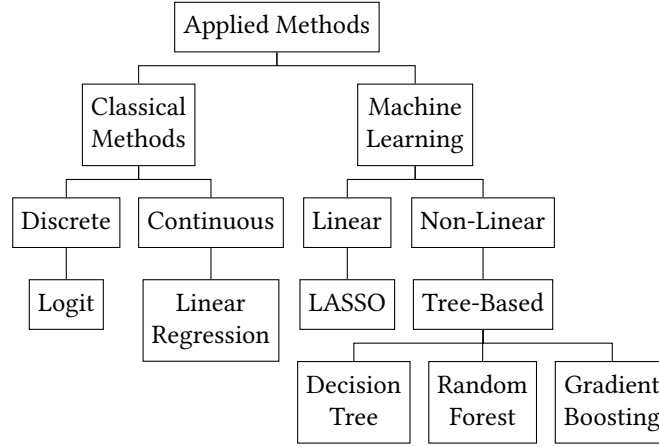 Applied Methods
Classical
Methods
Machine
Learning
Discrete
Continuous
Linear
Non-Linear
Logit
Linear
Regression
LASSO
Tree-Based
Decision
Tree
Random
Forest
Gradient
Boosting